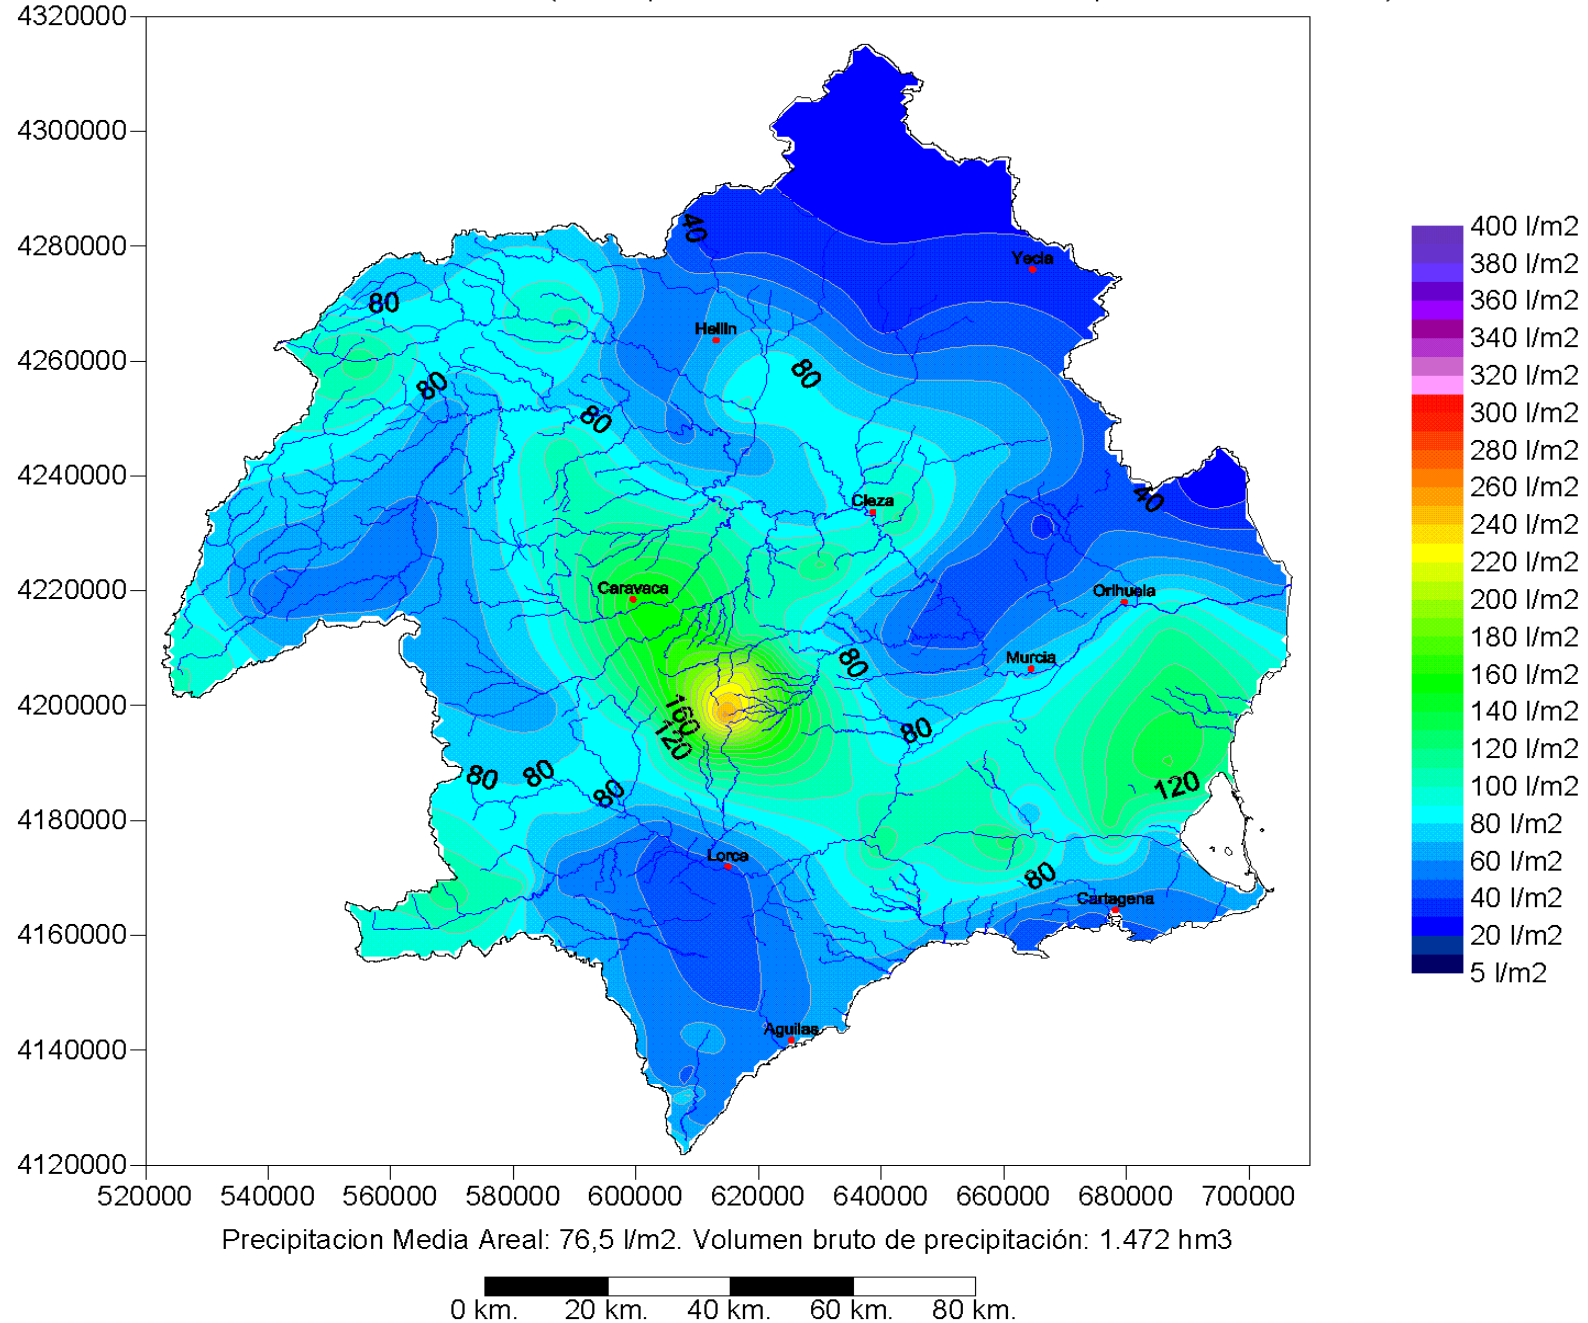 4320000
4300000
4280000
4260000
4240000
4220000
4200000
4180000
4160000
4140000
4120000
520000 540000 560000 580000 600000 620000 640000 660000 680000 700000
40
Yecla
80
Hellin
80
80
80
Cieza
40
Caravaca
Orihuela
80
Murcia
160
120
80
80
80
80
120
Lorca
80
Cartagena
Aguilas
400 l/m2
380 l/m2
360 l/m2
340 l/m2
320 l/m2
300 l/m2
280 l/m2
260 l/m2
240 l/m2
220 l/m2
200 l/m2
180 l/m2
160 l/m2
140 l/m2
120 l/m2
100 l/m2
80 l/m2
60 l/m2
40 l/m2
20 l/m2
5 l/m2
Precipitacion Media Areal: 76,5 l/m2. Volumen bruto de precipitación: 1.472 hm3
0 km. 20 km. 40 km. 60 km. 80 km.